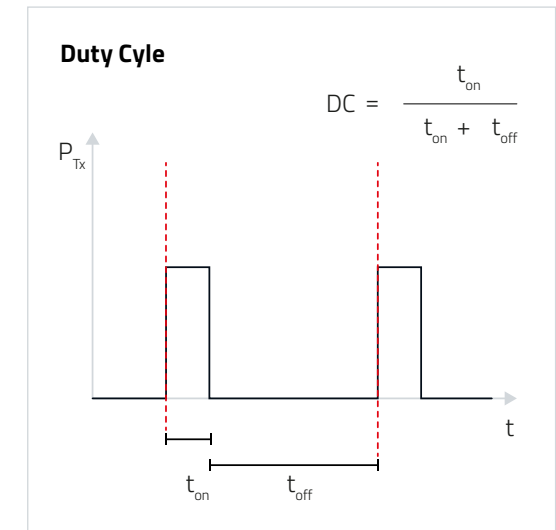 Duty Cyle
DC = t_on / t_on + t_off
P_Tx
t
t_on t_off